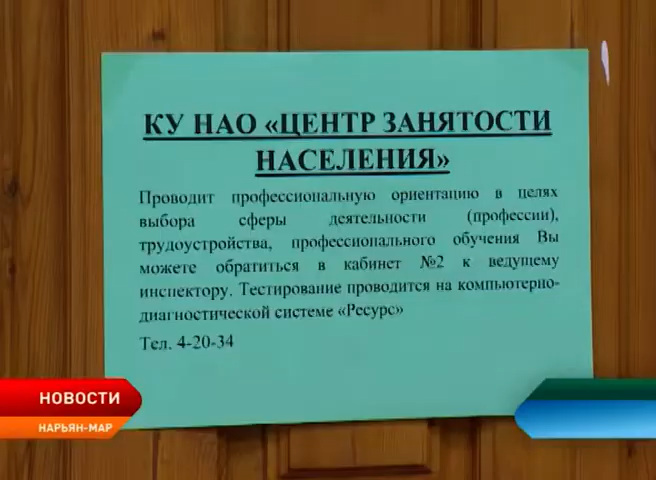 КУ НАО «ЦЕНТР ЗАНЯТОСТИ
НАСЕЛЕНИЯ»
Проводит профессиональную ориентацию в целях
выбора сферы деятельности (профессии),
трудоустройства, профессионального обучения Вы
можете обратиться в кабинет №2 к ведущему
инспектору. Тестирование проводится на компьютерно-
диагностической системе «Ресурс»
Тел. 4-20-34
НОВОСТИ
НАРЬЯН-МАР